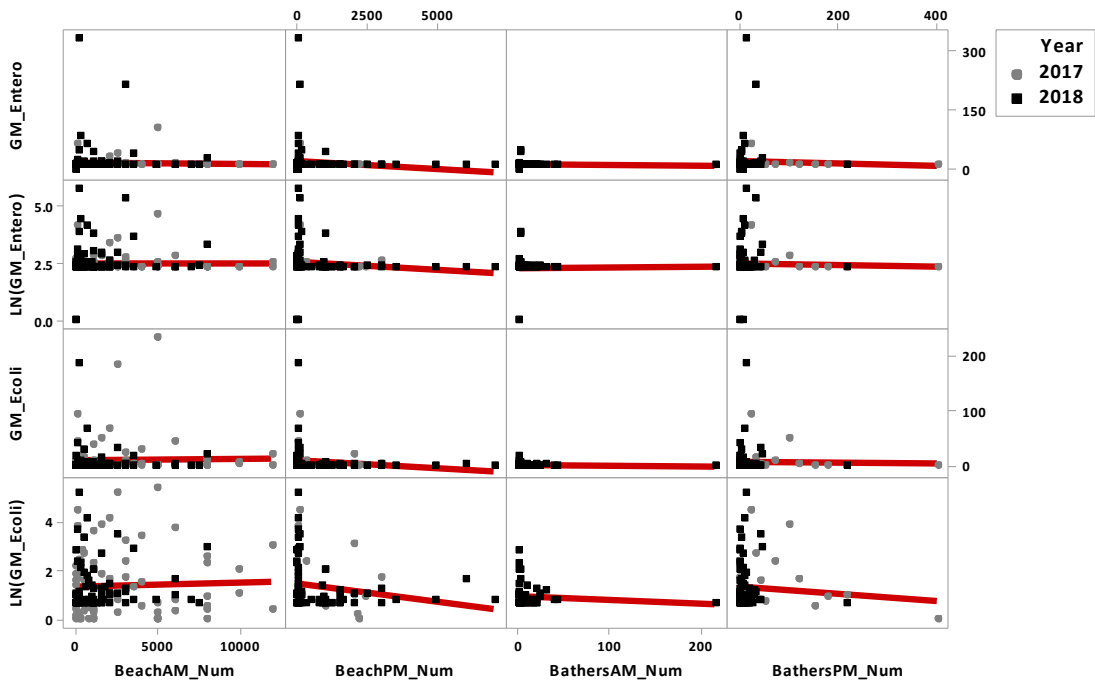 0 2500 5000 0 200 400
Year
2017
2018
GM_Entero
300
150
0
LN(GM_Entero)
5.0
2.5
0.0
GM_Ecoli
200
100
0
LN(GM_Ecoli)
4
2
0
0 5000 10000 0 100 200
BeachAM_Num BeachPM_Num BathersAM_Num BathersPM_Num